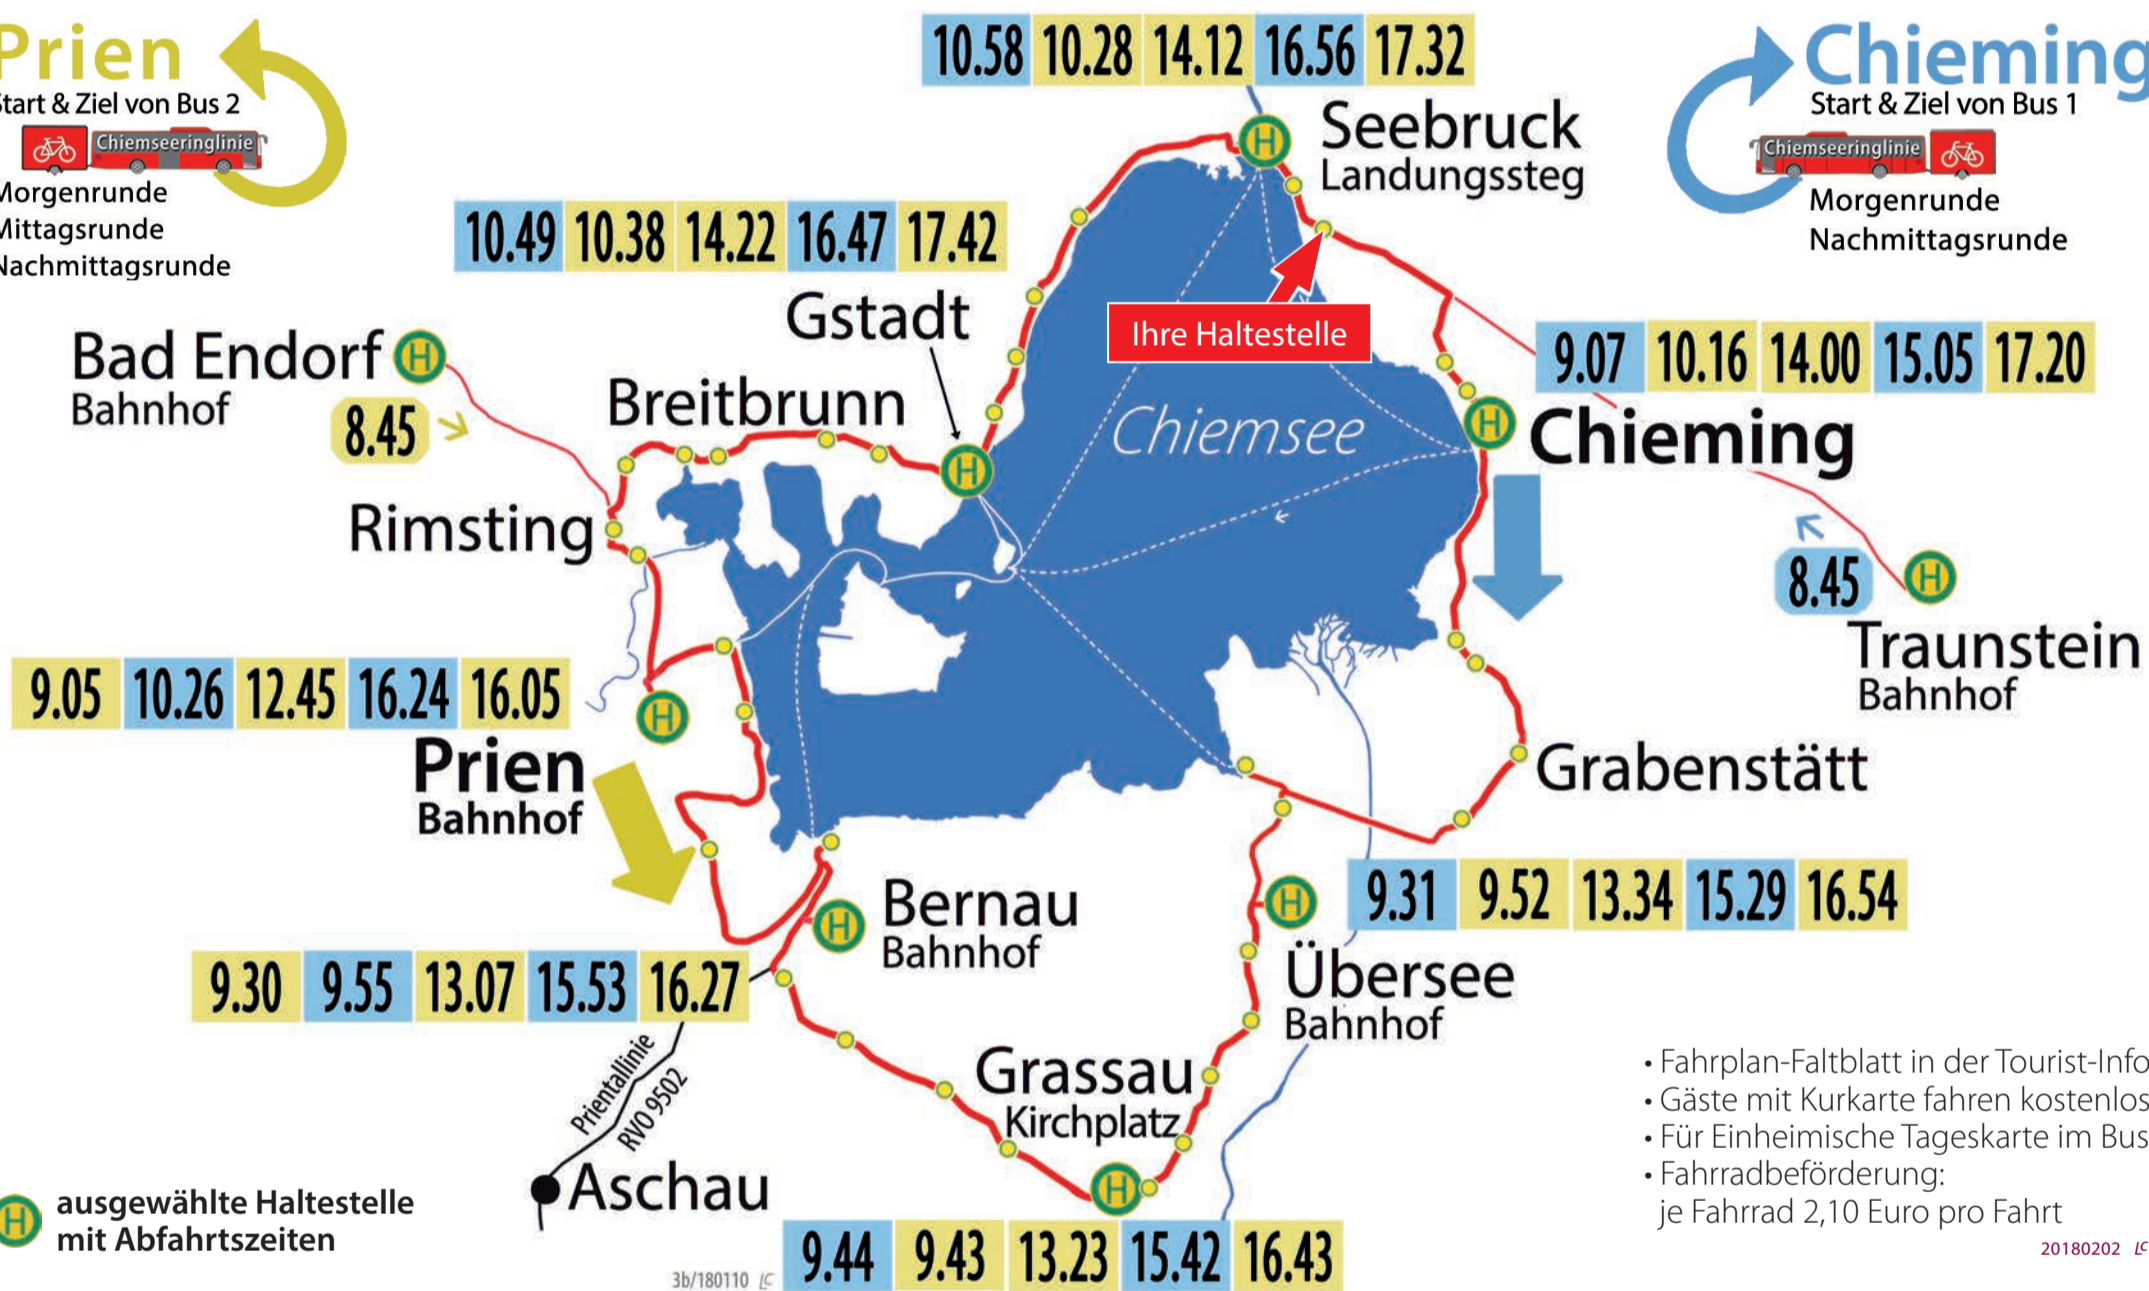 Prien
Start & Ziel von Bus 2
Chiemseeringlinie
Morgenrunde
Mittagsrunde
Nachmittagsrunde
10.58 10.28 14.12 16.56 17.32
Seebruck
Landungssteg
Chieming
Start & Ziel von Bus 1
Chiemseeringlinie
Morgenrunde
Nachmittagsrunde
10.49 10.38 14.22 16.47 17.42
Gstadt
Ihre Haltestelle
Bad Endorf H
Bahnhof
8.45
Breitbrunn
H
H
Chiemsee
9.07 10.16 14.00 15.05 17.20
H Chieming
Rimsting
8.45
H
Traunstein
Bahnhof
9.05 10.26 12.45 16.24 16.05
H
Prien
Bahnhof
Grabenstätt
H Bernau
Bahnhof
9.31 9.52 13.34 15.29 16.54
H
Übersee
Bahnhof
9.30 9.55 13.07 15.53 16.27
Prientallinie
RVO 9502
Aschau
Grassau
Kirchplatz
H
9.44 9.43 13.23 15.42 16.43
H ausgewählte Haltestelle
mit Abfahrtszeiten
3b/180110 LC
• Fahrplan-Faltblatt in der Tourist-Info
• Gäste mit Kurkarte fahren kostenlos
• Für Einheimische Tageskarte im Bus
• Fahrradbeförderung:
je Fahrrad 2,10 Euro pro Fahrt
20180202 LC